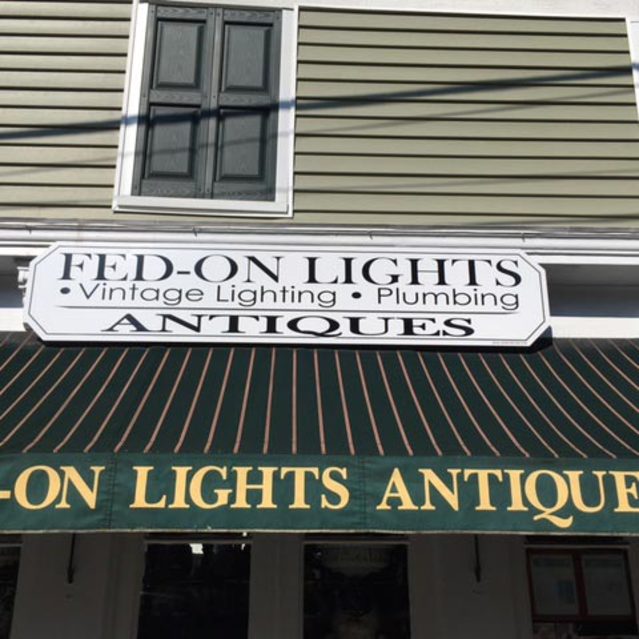 FED-ON LIGHTS
• Vintage Lighting • Plumbing
ANTIQUES
-ON LIGHTS ANTIQUE